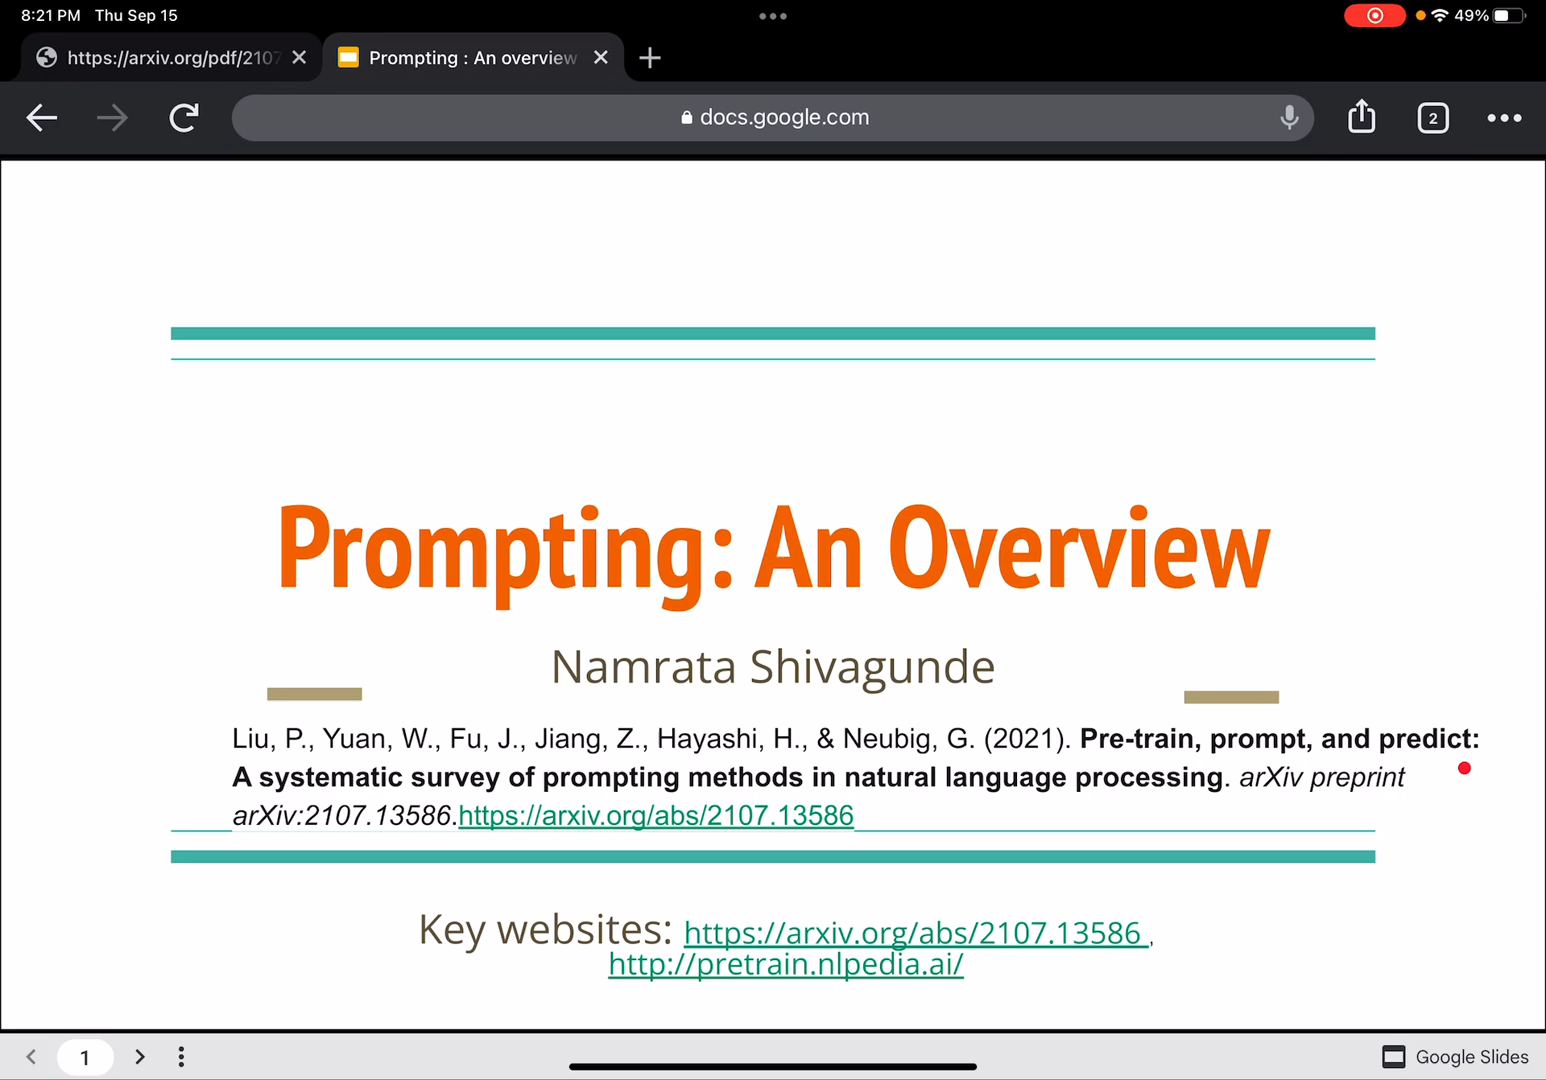 8:21 PM Thu Sep 15
49%
https://arxiv.org/pdf/2107
Prompting : An overview
docs.google.com
2
Prompting: An Overview
Namrata Shivagunde
Liu, P., Yuan, W., Fu, J., Jiang, Z., Hayashi, H., & Neubig, G. (2021). Pre-train, prompt, and predict:
A systematic survey of prompting methods in natural language processing. arXiv preprint
arXiv:2107.13586.https://arxiv.org/abs/2107.13586
Key websites: https://arxiv.org/abs/2107.13586 ,
http://pretrain.nlpedia.ai/
1
Google Slides